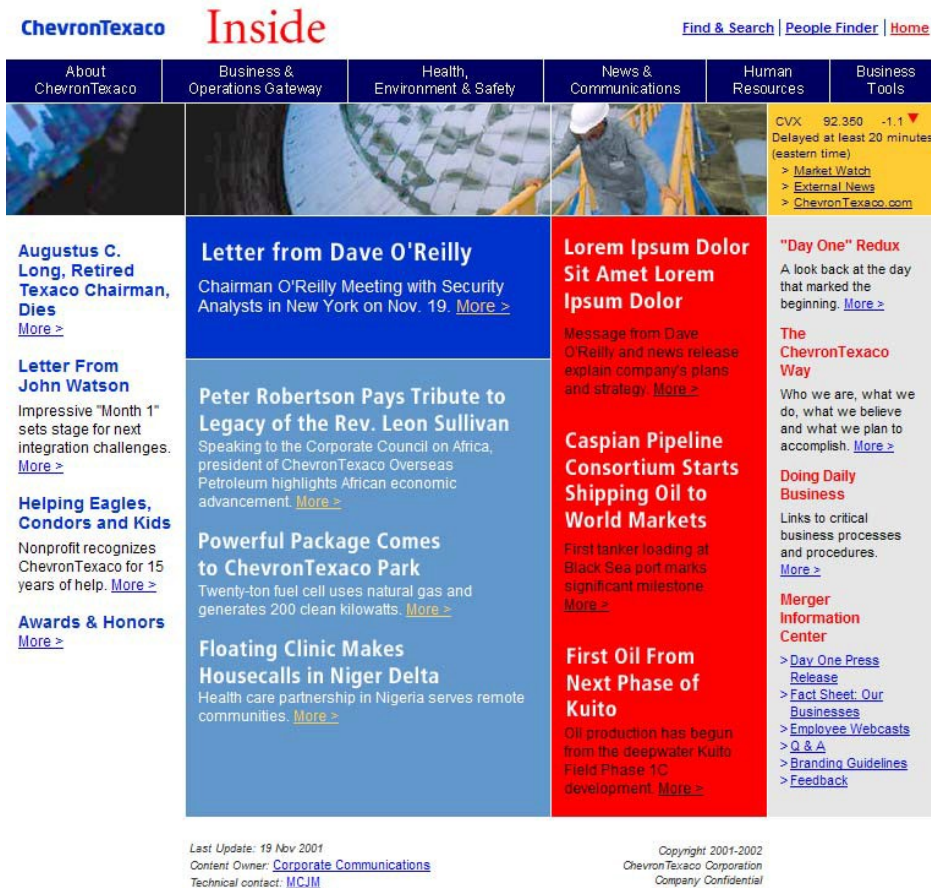 ChevronTexaco
Inside
Find & Search | People Finder | Home
About
ChevronTexaco
Business &
Operations Gateway
Health,
Environment & Safety
News &
Communications
Human
Resources
Business
Tools
CVX 92.350 -1.1
Delayed at least 20 minutes
(eastern time)
> Market Watch
> External News
> ChevronTexaco.com
Augustus C.
Long, Retired
Texaco Chairman,
Dies
More >
Letter From
John Watson
Impressive "Month 1"
sets stage for next
integration challenges.
More >
Helping Eagles,
Condors and Kids
Nonprofit recognizes
ChevronTexaco for 15
years of help. More >
Awards & Honors
More >
Letter from Dave O'Reilly
Chairman O'Reilly Meeting with Security
Analysts in New York on Nov. 19. More >
Peter Robertson Pays Tribute to
Legacy of the Rev. Leon Sullivan
Speaking to the Corporate Council on Africa,
president of ChevronTexaco Overseas
Petroleum highlights African economic
advancement. More >
Powerful Package Comes
to ChevronTexaco Park
Twenty-ton fuel cell uses natural gas and
generates 200 clean kilowatts. More >
Floating Clinic Makes
Housecalls in Niger Delta
Health care partnership in Nigeria serves remote
communities. More >
Lorem Ipsum Dolor
Sit Amet Lorem
Ipsum Dolor
Message from Dave
O'Reilly and news release
explain company's plans
and strategy. More >
Caspian Pipeline
Consortium Starts
Shipping Oil to
World Markets
First tanker loading at
Black Sea port marks
significant milestone.
More >
First Oil From
Next Phase of
Kuito
Oil production has begun
from the deepwater Kuito
Field Phase 1C
development. More >
"Day One" Redux
A look back at the day
that marked the
beginning. More >
The
ChevronTexaco
Way
Who we are, what we
do, what we believe
and what we plan to
accomplish. More >
Doing Daily
Business
Links to critical
business processes
and procedures.
More >
Merger
Information
Center
> Day One Press
Release
> Fact Sheet: Our
Businesses
> Employee Webcasts
> Q & A
> Branding Guidelines
> Feedback
Last Update: 19 Nov 2001
Content Owner: Corporate Communications
Technical contact: MCJM
Copyright 2001-2002
ChevronTexaco Corporation
Company Confidential